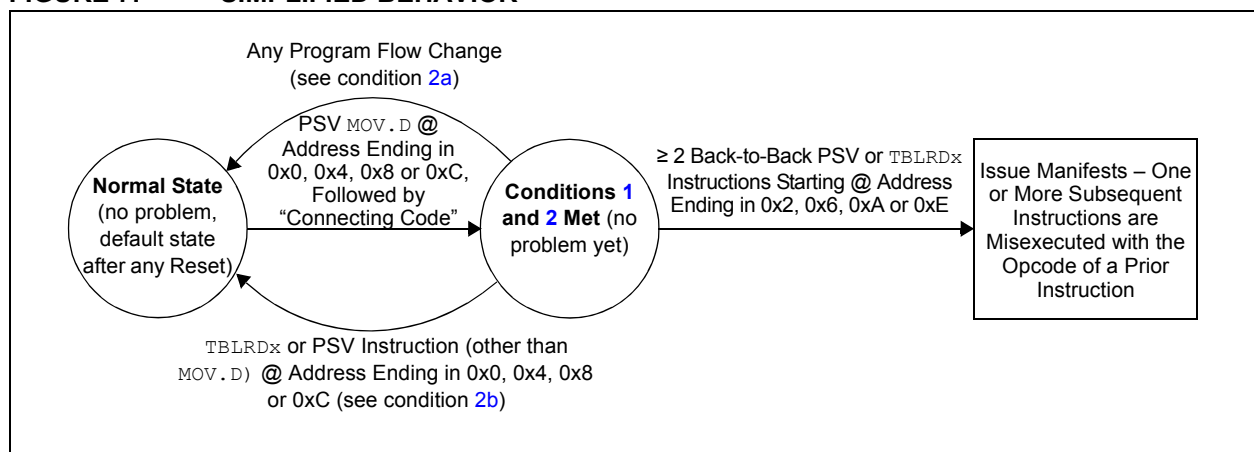 Any Program Flow Change
(see condition 2a)
PSV MOV.D @
Address Ending in
0x0, 0x4, 0x8 or 0xC,
Followed by
“Connecting Code”
Normal State
(no problem,
default state
after any Reset)
Conditions 1
and 2 Met (no
problem yet)
≥ 2 Back-to-Back PSV or TBLRDx
Instructions Starting @ Address
Ending in 0x2, 0x6, 0xA or 0xE
Issue Manifests – One
or More Subsequent
Instructions are
Misexecuted with the
Opcode of a Prior
Instruction
TBLRDx or PSV Instruction (other than
MOV.D) @ Address Ending in 0x0, 0x4, 0x8
or 0xC (see condition 2b)